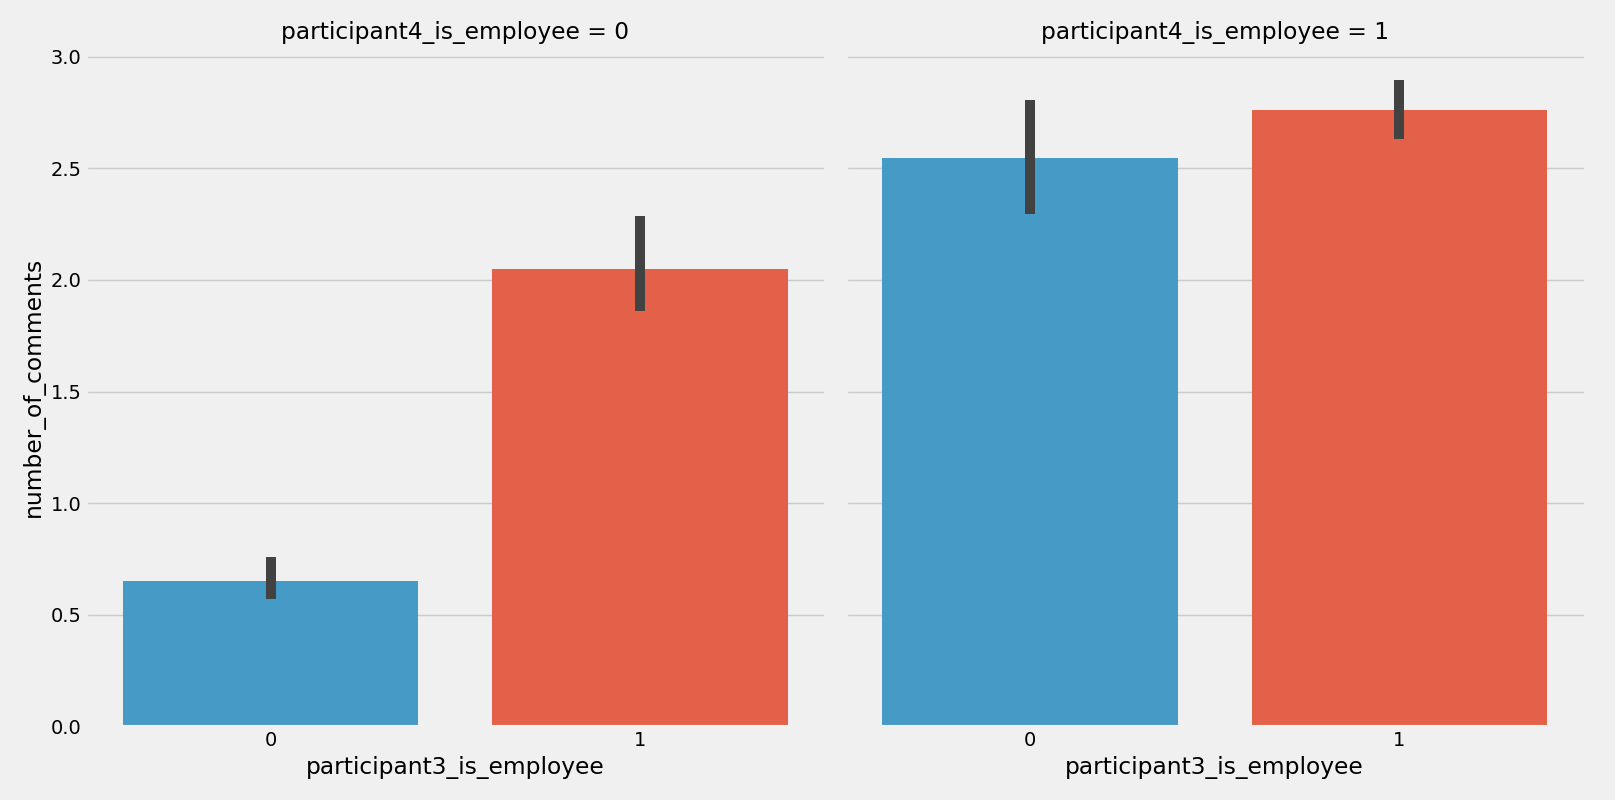 participant4_is_employee = 0
participant4_is_employee = 1
number_of_comments
3.0
2.5
2.0
1.5
1.0
0.5
0.0
0 1
0 1
participant3_is_employee
participant3_is_employee